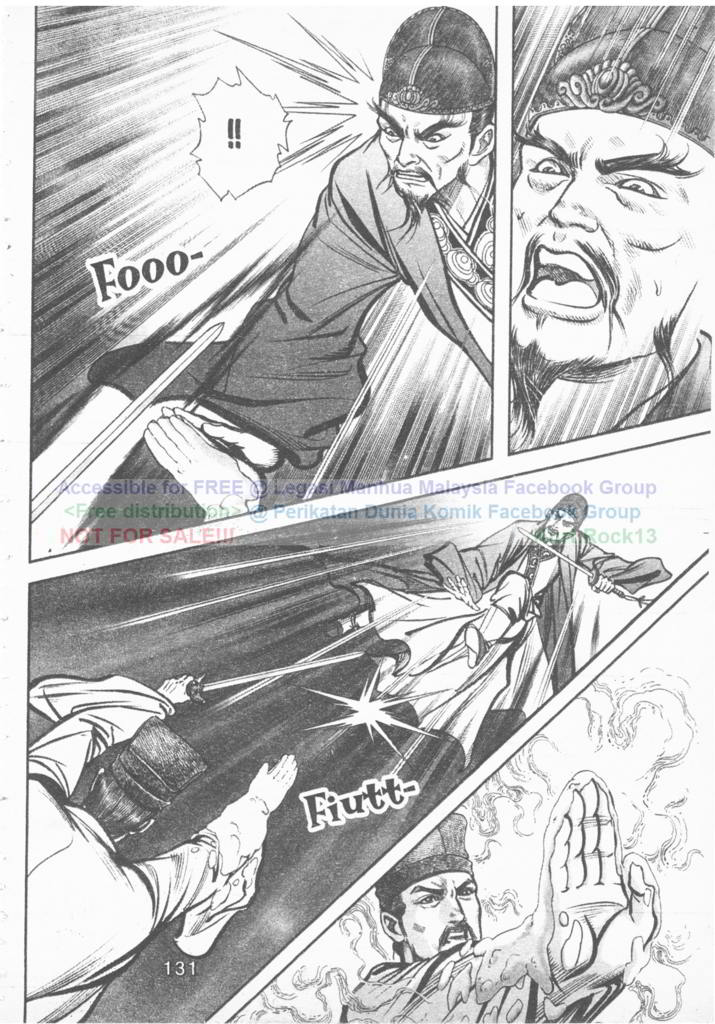 !!
Fooo-
Accessible for FREE @ Legasi Manhua Malaysia Facebook Group
<Free distribution> @ Perikatan Dunia Komik Facebook Group
NOT FOR SALE!!!
Rock13
Fiutt-
131